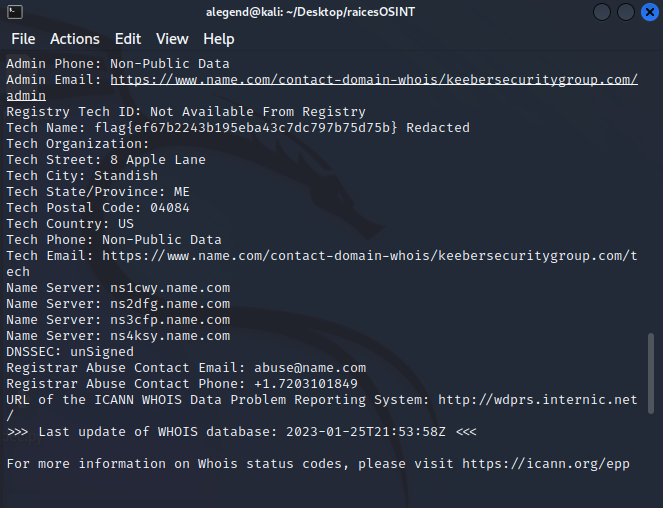 alegend@kali: ~/Desktop/raicesOSINT
File Actions Edit View Help
Admin Phone: Non-Public Data
Admin Email: https://www.name.com/contact-domain-whois/keebersecuritygroup.com/
admin
Registry Tech ID: Not Available From Registry
Tech Name: flag{ef67b2243b195eba43c7dc797b75d75b} Redacted
Tech Organization:
Tech Street: 8 Apple Lane
Tech City: Standish
Tech State/Province: ME
Tech Postal Code: 04084
Tech Country: US
Tech Phone: Non-Public Data
Tech Email: https://www.name.com/contact-domain-whois/keebersecuritygroup.com/t
ech
Name Server: ns1cwy.name.com
Name Server: ns2dfg.name.com
Name Server: ns3cfp.name.com
Name Server: ns4ksy.name.com
DNSSEC: unSigned
Registrar Abuse Contact Email: abuse@name.com
Registrar Abuse Contact Phone: +1.7203101849
URL of the ICANN WHOIS Data Problem Reporting System: http://wdprs.internic.net
/
>>> Last update of WHOIS database: 2023-01-25T21:53:58Z <<<
For more information on Whois status codes, please visit https://icann.org/epp